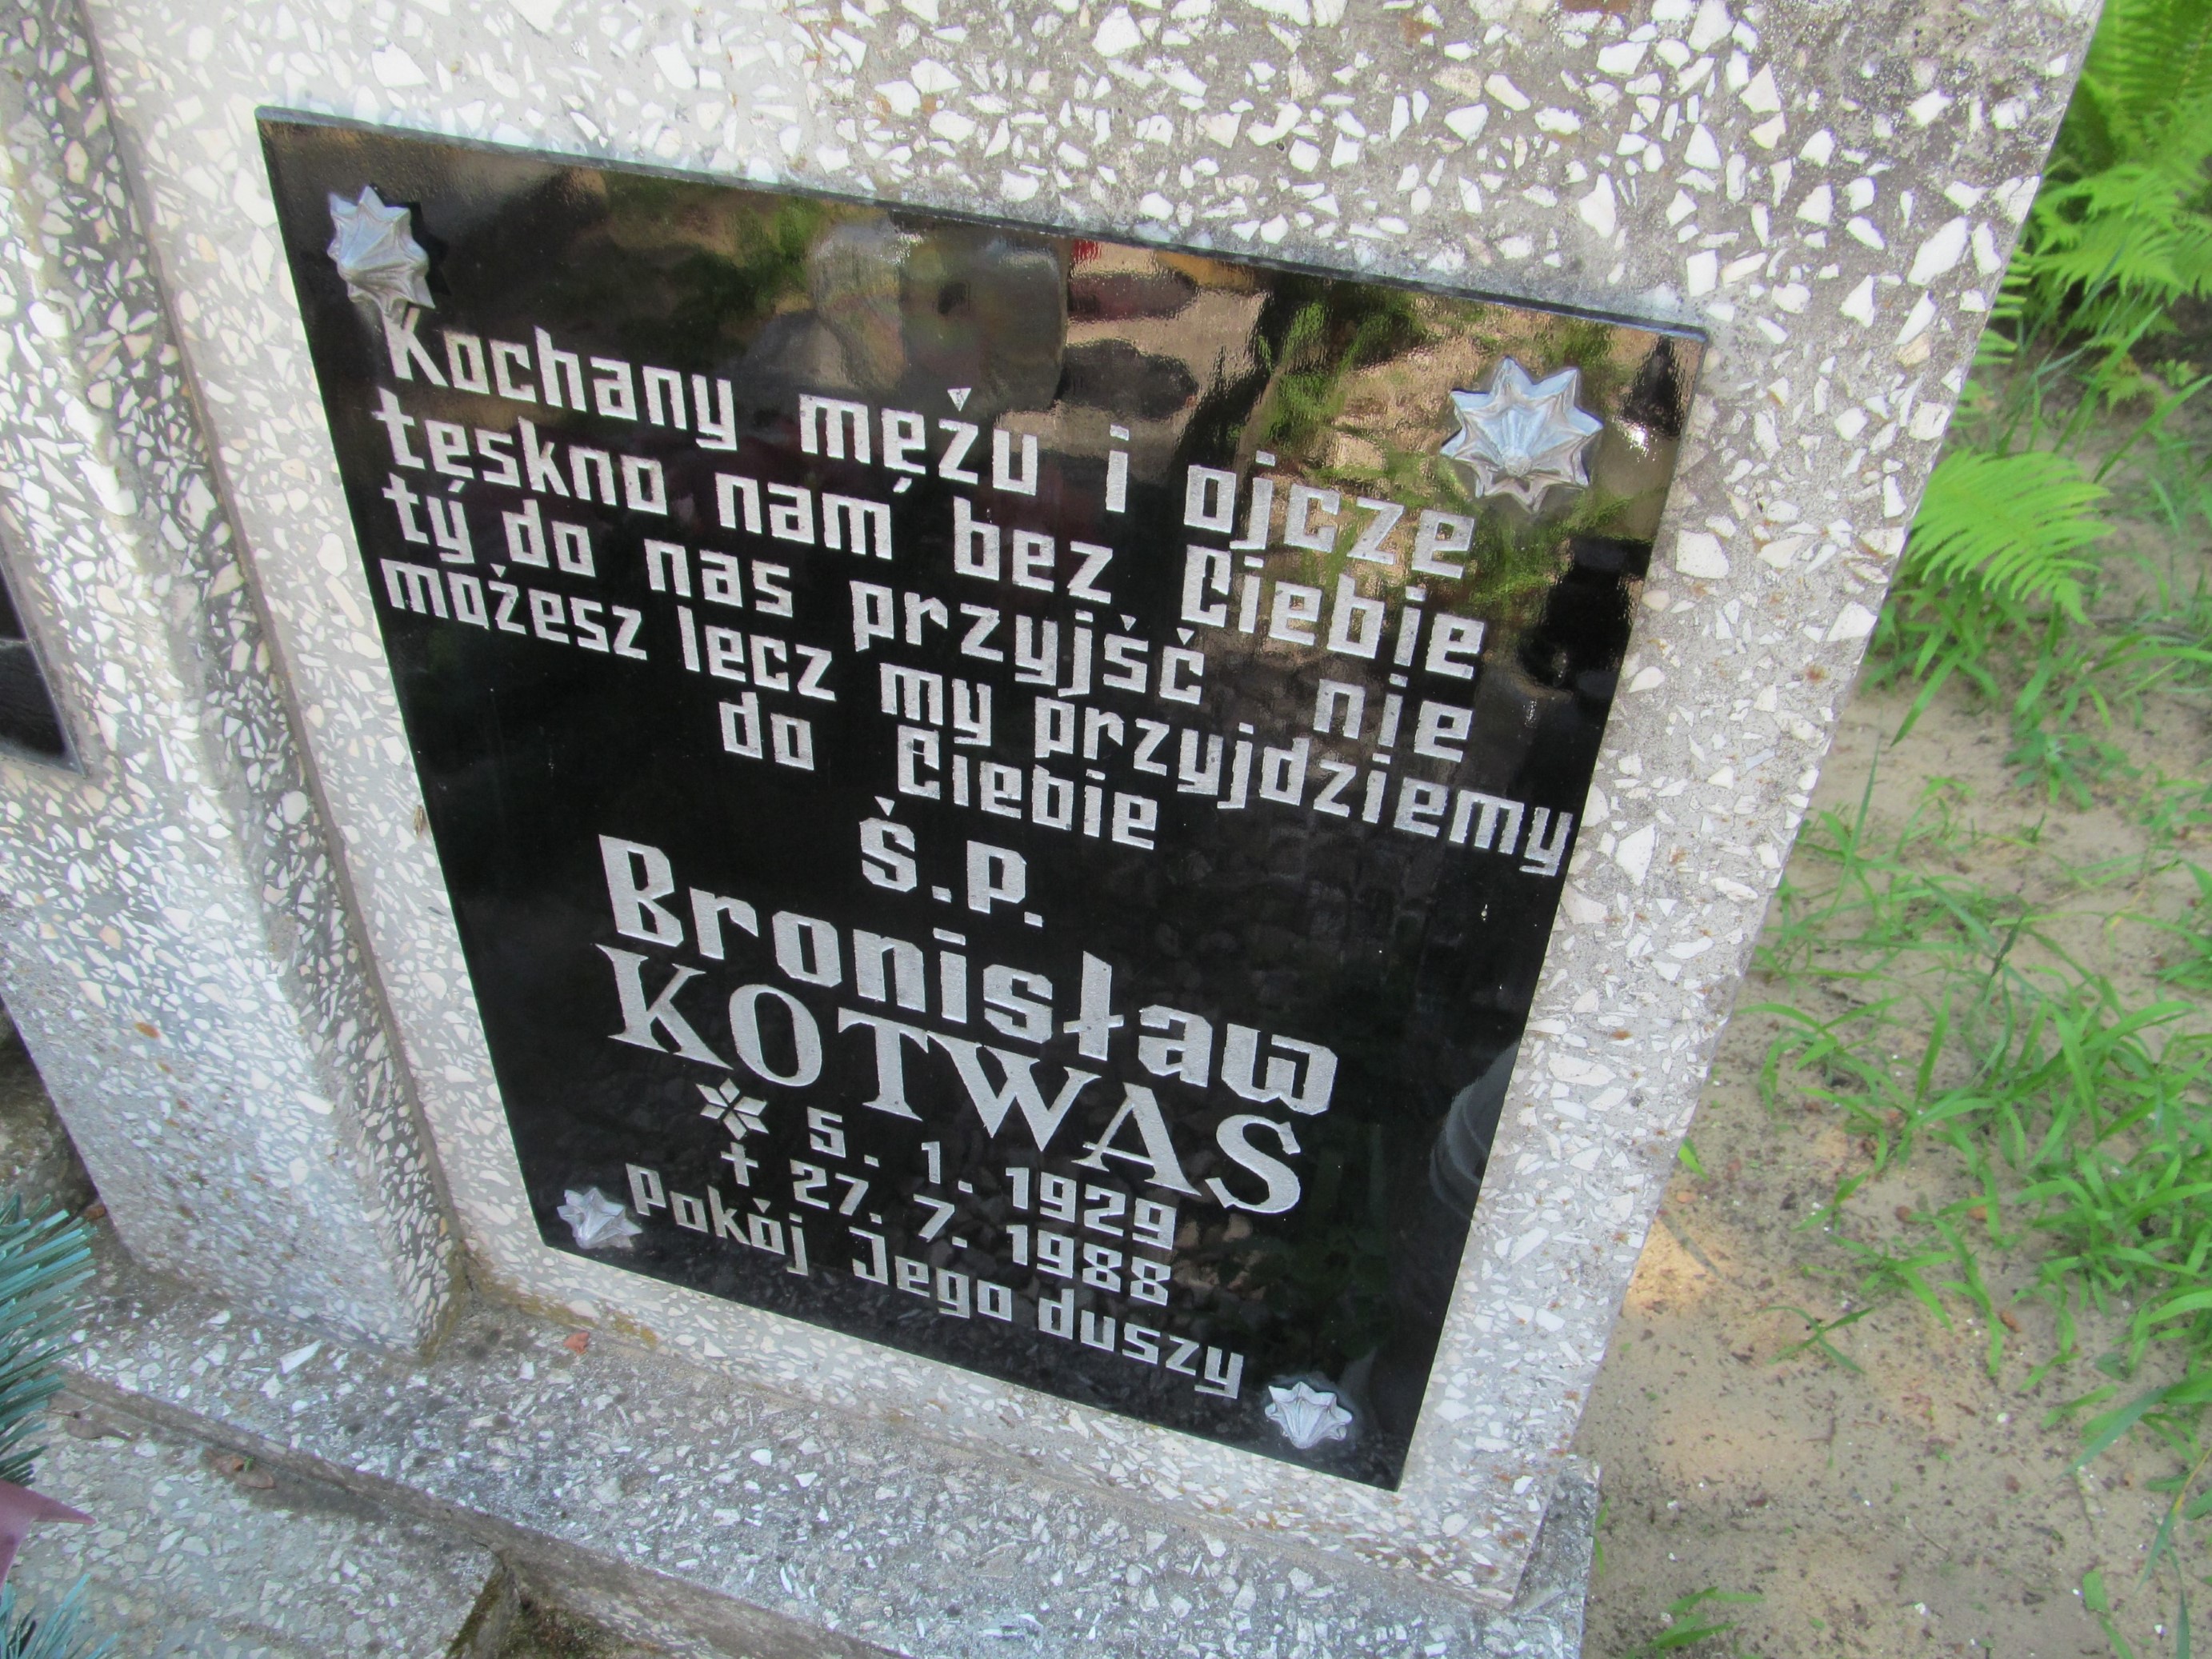 Kochany mężu i ojcze
tęskno nam bez Ciebie
ty do nas przyjść nie
możesz lecz my przyjdziemy
do Ciebie
Ś.P.
Bronisław
KOTWAS
* 5. 1. 1929
† 27. 7. 1988
Pokój Jego duszy